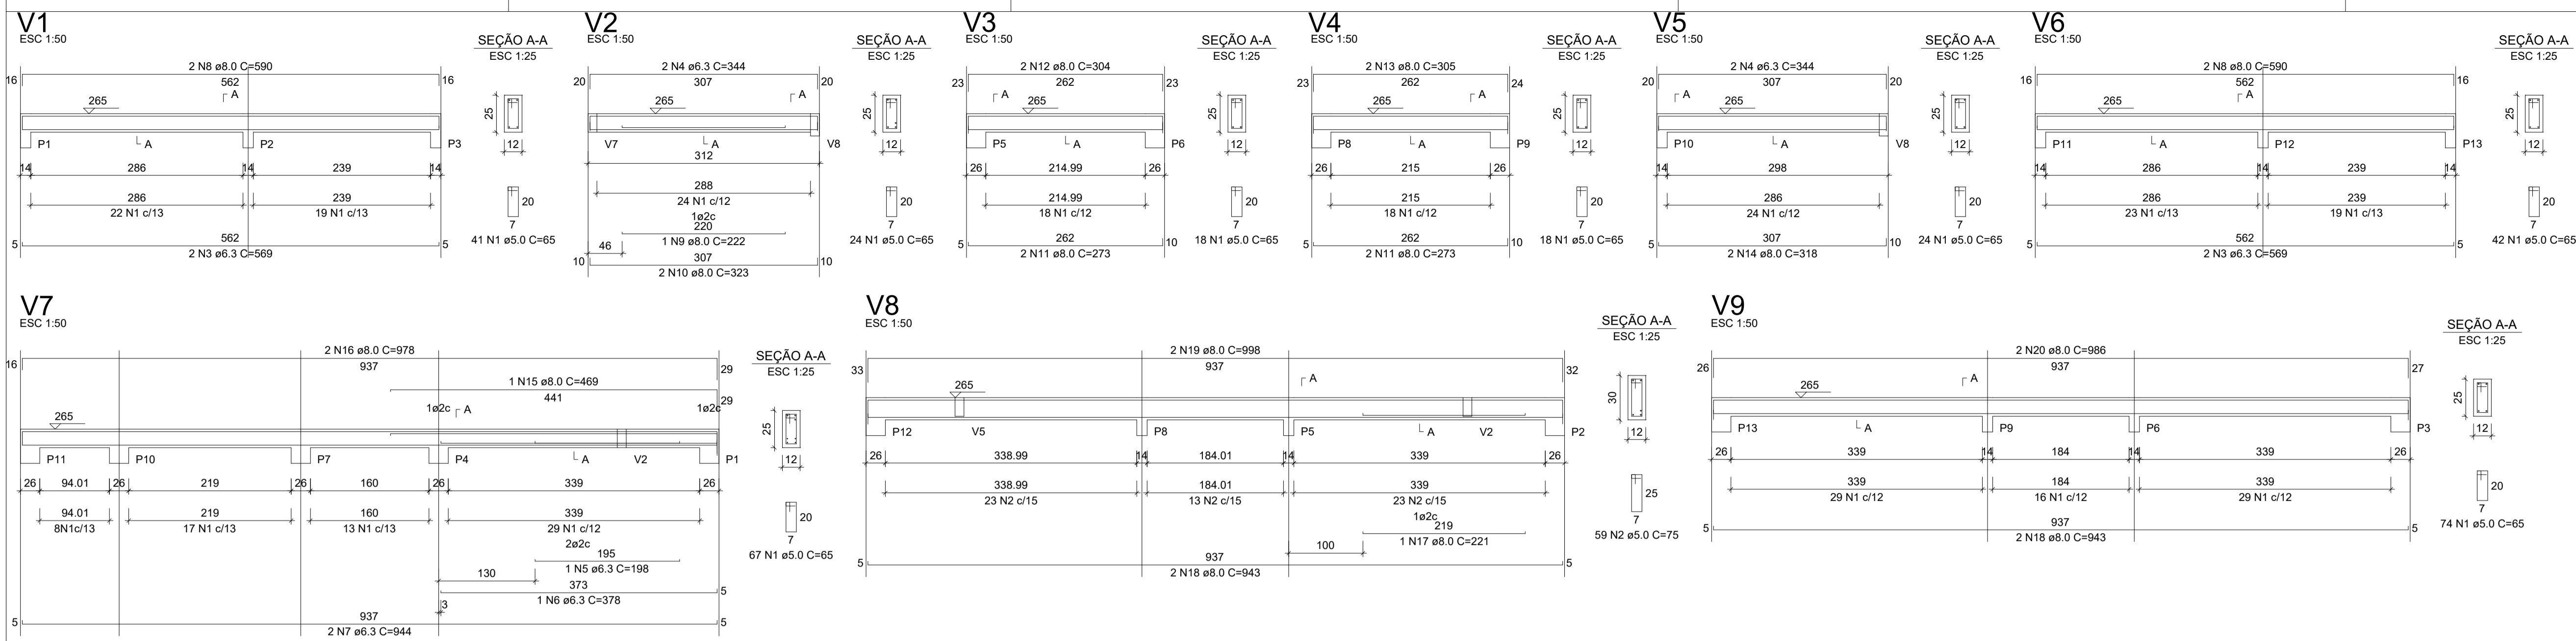 V1
ESC 1:50
SEÇÃO A-A
ESC 1:25
2 N8 ø8.0 C=590
16
562
16
A
265
25
P1
A
P2
P3
12
14
286
14
239
14
286
239
22 N1 c/13
19 N1 c/13
20
7
41 N1 ø5.0 C=65
5
562
5
2 N3 ø6.3 C=569
V2
ESC 1:50
SEÇÃO A-A
ESC 1:25
2 N4 ø6.3 C=344
20
307
20
A
265
25
V7
A
V8
12
312
288
24 N1 c/12
1ø2c
220
1 N9 ø8.0 C=222
46
20
7
24 N1 ø5.0 C=65
10
307
10
2 N10 ø8.0 C=323
V3
ESC 1:50
SEÇÃO A-A
ESC 1:25
2 N12 ø8.0 C=304
23
262
23
A
265
25
P5
A
P6
12
26
214.99
26
214.99
18 N1 c/12
20
7
18 N1 ø5.0 C=65
5
262
10
2 N11 ø8.0 C=273
V4
ESC 1:50
SEÇÃO A-A
ESC 1:25
2 N13 ø8.0 C=305
23
262
24
265
A
25
P8
A
P9
12
26
215
26
215
18 N1 c/12
20
7
18 N1 ø5.0 C=65
5
262
10
2 N11 ø8.0 C=273
V5
ESC 1:50
SEÇÃO A-A
ESC 1:25
2 N4 ø6.3 C=344
20
307
20
A
265
25
P10
A
V8
12
14
298
286
24 N1 c/12
20
7
24 N1 ø5.0 C=65
5
307
10
2 N14 ø8.0 C=318
V6
ESC 1:50
SEÇÃO A-A
ESC 1:25
2 N8 ø8.0 C=590
16
562
16
A
265
25
P11
A
P12
P13
12
14
286
14
239
14
286
239
23 N1 c/13
19 N1 c/13
20
7
42 N1 ø5.0 C=65
5
562
5
2 N3 ø6.3 C=569
V7
ESC 1:50
SEÇÃO A-A
ESC 1:25
2 N16 ø8.0 C=978
16
937
29
1 N15 ø8.0 C=469
441
29
1ø2c
A
1ø2c
265
25
P11
P10
P7
P4
A
V2
P1
12
26
94.01
26
219
26
160
26
339
26
94.01
219
160
339
8N1c/13
17 N1 c/13
13 N1 c/13
29 N1 c/12
20
7
67 N1 ø5.0 C=65
2ø2c
195
1 N5 ø6.3 C=198
130
373
5
1 N6 ø6.3 C=378
3
5
937
5
2 N7 ø6.3 C=944
V8
ESC 1:50
SEÇÃO A-A
ESC 1:25
2 N19 ø8.0 C=998
33
937
32
A
265
30
P12
V5
P8
P5
A
V2
P2
12
26
338.99
14
184.01
14
339
26
338.99
184.01
339
23 N2 c/15
13 N2 c/15
23 N2 c/15
25
7
59 N2 ø5.0 C=75
1ø2c
219
1 N17 ø8.0 C=221
100
5
937
5
2 N18 ø8.0 C=943
V9
ESC 1:50
SEÇÃO A-A
ESC 1:25
2 N20 ø8.0 C=986
26
937
27
A
265
25
P13
A
P9
P6
P3
12
26
339
14
184
14
339
26
339
184
339
29 N1 c/12
16 N1 c/12
29 N1 c/12
20
7
74 N1 ø5.0 C=65
5
937
5
2 N18 ø8.0 C=943